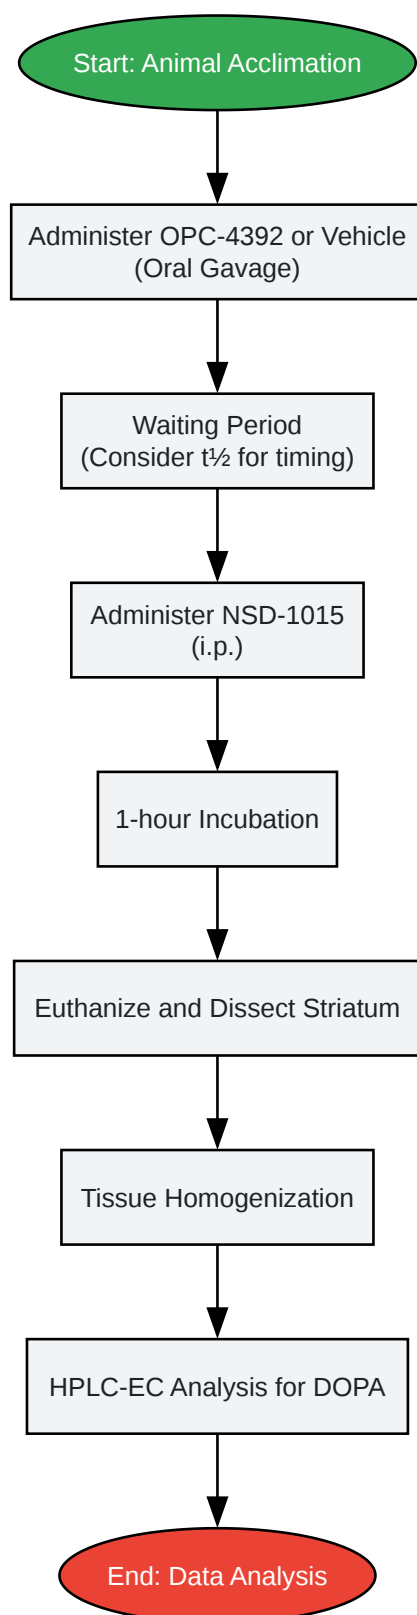 Start: Animal Acclimation
Administer OPC-4392 or Vehicle
(Oral Gavage)
Waiting Period
(Consider t½ for timing)
Administer NSD-1015
(i.p.)
1-hour Incubation
Euthanize and Dissect Striatum
Tissue Homogenization
HPLC-EC Analysis for DOPA
End: Data Analysis